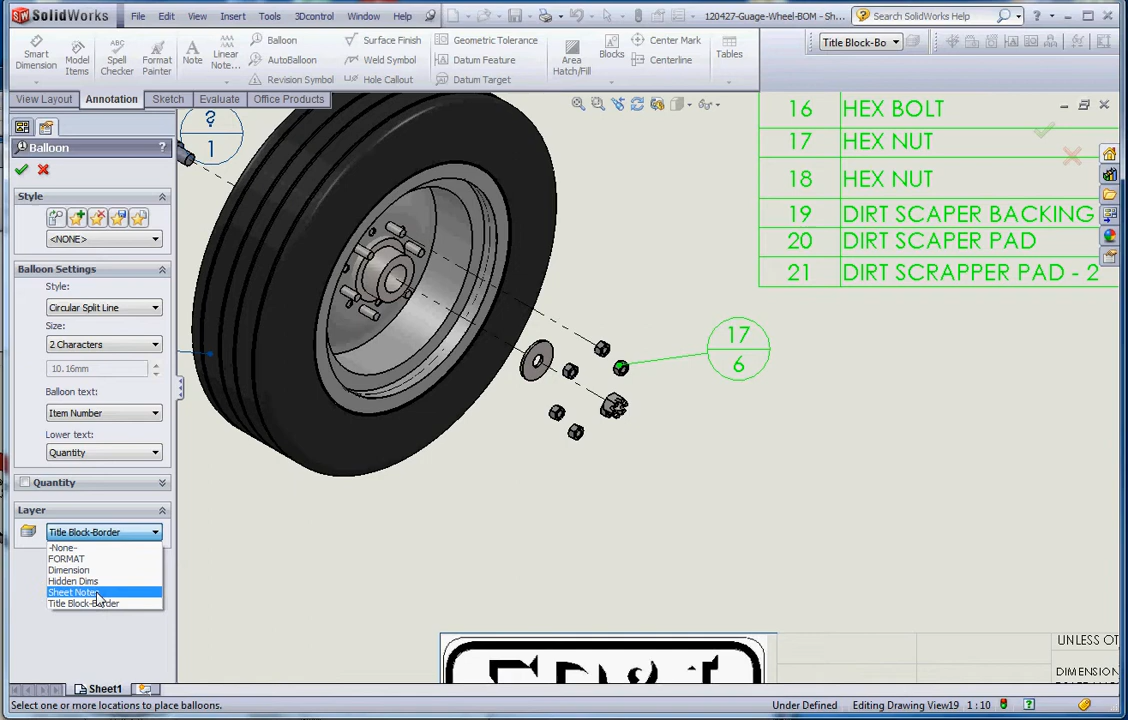 SolidWorks
File Edit View Insert Tools 3Dcontrol Window Help
120427-Guage-Wheel-BOM - Sh...
Search SolidWorks Help
Smart Dimension
Model Items
Spell Checker
Format Painter
Note
Linear Note...
Balloon
AutoBalloon
Revision Symbol
Surface Finish
Weld Symbol
Hole Callout
Geometric Tolerance
Datum Feature
Datum Target
Area Hatch/Fill
Blocks
Center Mark
Centerline
Tables
Title Block-Bo
View Layout Annotation Sketch Evaluate Office Products
Balloon ?
Style
<NONE>
Balloon Settings
Style:
Circular Split Line
Size:
2 Characters
10.16mm
Balloon text:
Item Number
Lower text:
Quantity
Quantity
Layer
Title Block-Border
-None-
FORMAT
Dimension
Hidden Dims
Sheet Notes
Title Block-Border
?
1
17
6
16 HEX BOLT
17 HEX NUT
18 HEX NUT
19 DIRT SCAPER BACKING
20 DIRT SCAPER PAD
21 DIRT SCRAPPER PAD - 2
UNLESS OT
DIMENSION
Sheet1
Select one or more locations to place balloons.
Under Defined
Editing Drawing View19
1 : 10